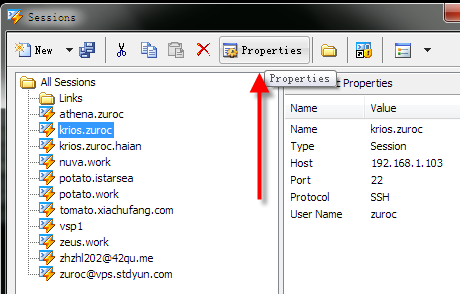 Sessions
New
Properties
Properties
All Sessions
Links
athena.zuroc
krios.zuroc
krios.zuroc.haian
nuva.work
potato.istarsea
potato.work
tomato.xiachufang.com
vsp1
zeus.work
zhzhl202@42qu.me
zuroc@vps.stdyun.com
t Properties
Name Value
Name krios.zuroc
Type Session
Host 192.168.1.103
Port 22
Protocol SSH
User Name zuroc